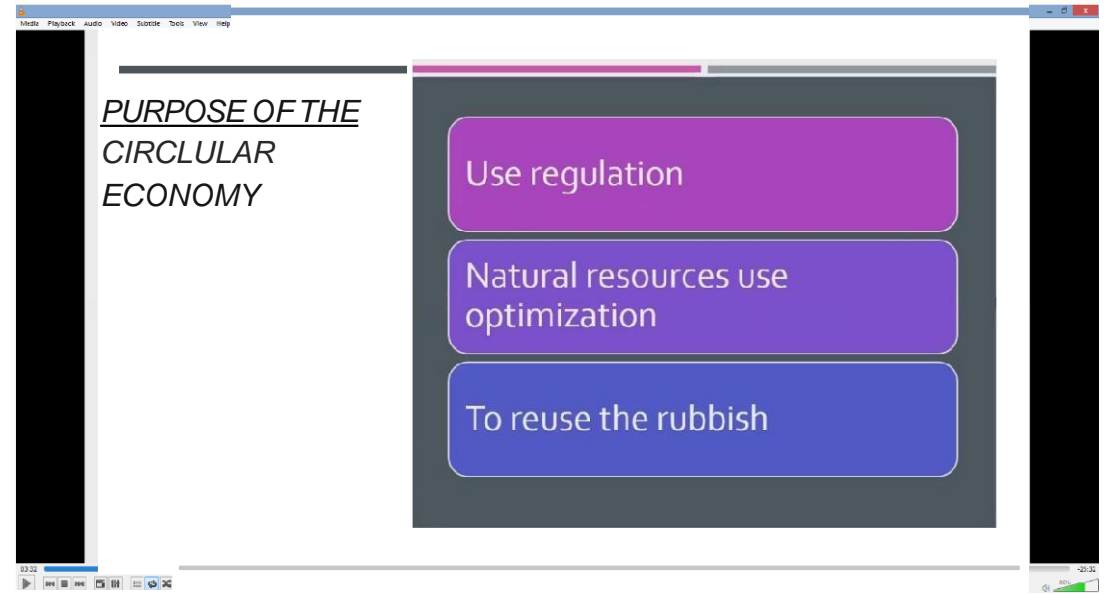 Media Playback Audio Video Subtitle Tools View Help
PURPOSE OF THE
CIRCLULAR
ECONOMY
Use regulation
Natural resources use
optimization
To reuse the rubbish
03:32
-25:32
80%